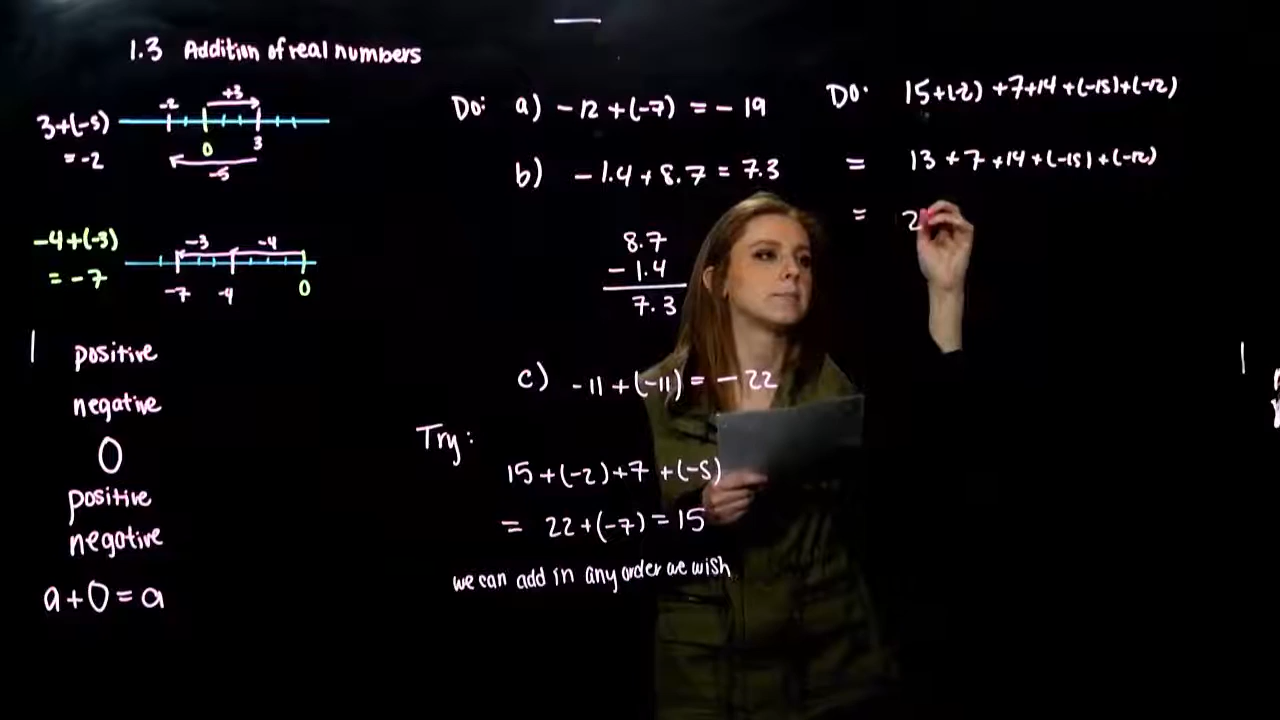 1.3 Addition of real numbers
3+(-5)
= -2
-2
+3
0
3
-5
-4+(-3)
= -7
-3
-4
-7
-4
0
positive
negative
0
positive
negative
a+0=a
Do: a) -12 +(-7) = - 19
b) -1.4 + 8.7 = 7.3
8.7
- 1.4
7.3
c) -11 + (-11) = - 22
Try:
15+(-2)+7 +(-5)
= 22+(-7) = 15
we can add in any order we wish
Do: 15+(-2) +7+14 +(-15)+(-12)
= 13 +7 +14 +(-15)+(-12)
= 2